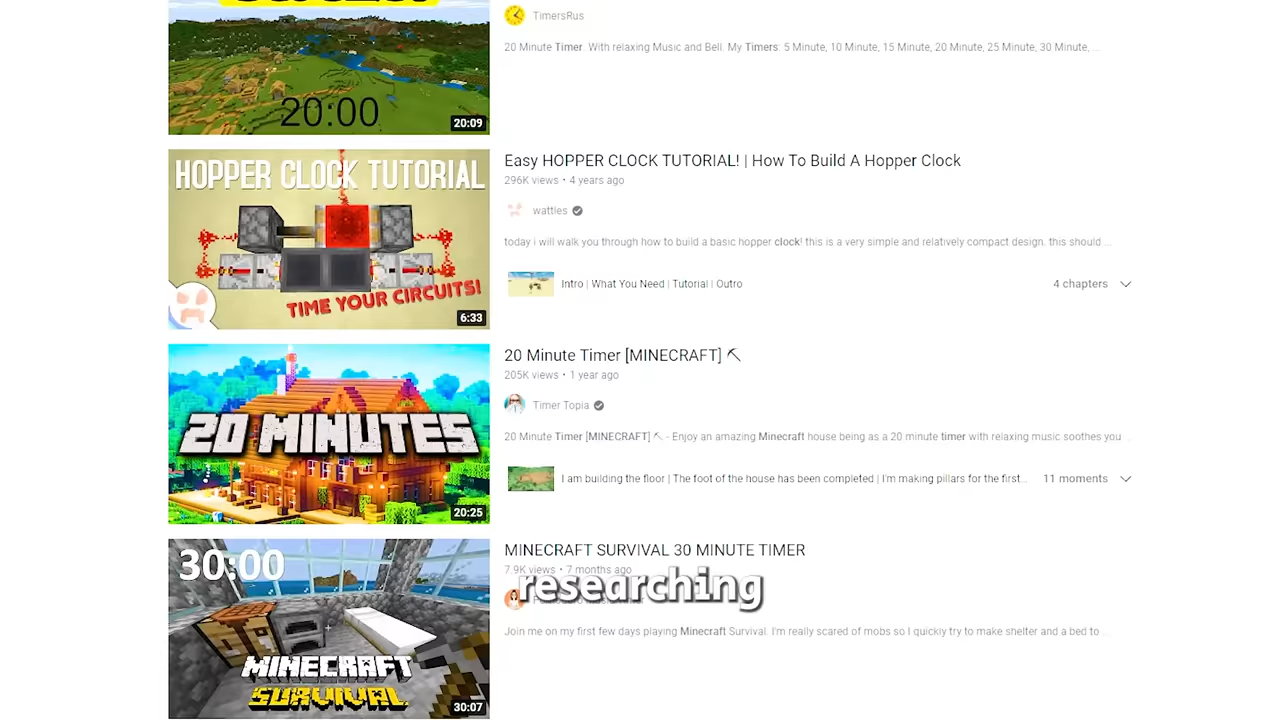 TimersRus
20 Minute Timer. With relaxing Music and Bell. My Timers: 5 Minute, 10 Minute, 15 Minute, 20 Minute, 25 Minute, 30 Minute, ...
20:00
20:09
HOPPER CLOCK TUTORIAL
TIME YOUR CIRCUITS!
6:33
Easy HOPPER CLOCK TUTORIAL! | How To Build A Hopper Clock
296K views • 4 years ago
wattles
today i will walk you through how to build a basic hopper clock! this is a very simple and relatively compact design. this should ...
Intro | What You Need | Tutorial | Outro
4 chapters
20 MINUTES
20:25
20 Minute Timer [MINECRAFT] ⛏
205K views • 1 year ago
Timer Topia
20 Minute Timer [MINECRAFT] ⛏ - Enjoy an amazing Minecraft house being as a 20 minute timer with relaxing music soothes you ...
I am building the floor | The foot of the house has been completed | I'm making pillars for the first...
11 moments
30:00
MINECRAFT
SURVIVAL
30:07
MINECRAFT SURVIVAL 30 MINUTE TIMER
7.9K views • 7 months ago
researching
Join me on my first few days playing Minecraft Survival. I'm really scared of mobs so I quickly try to make shelter and a bed to ...